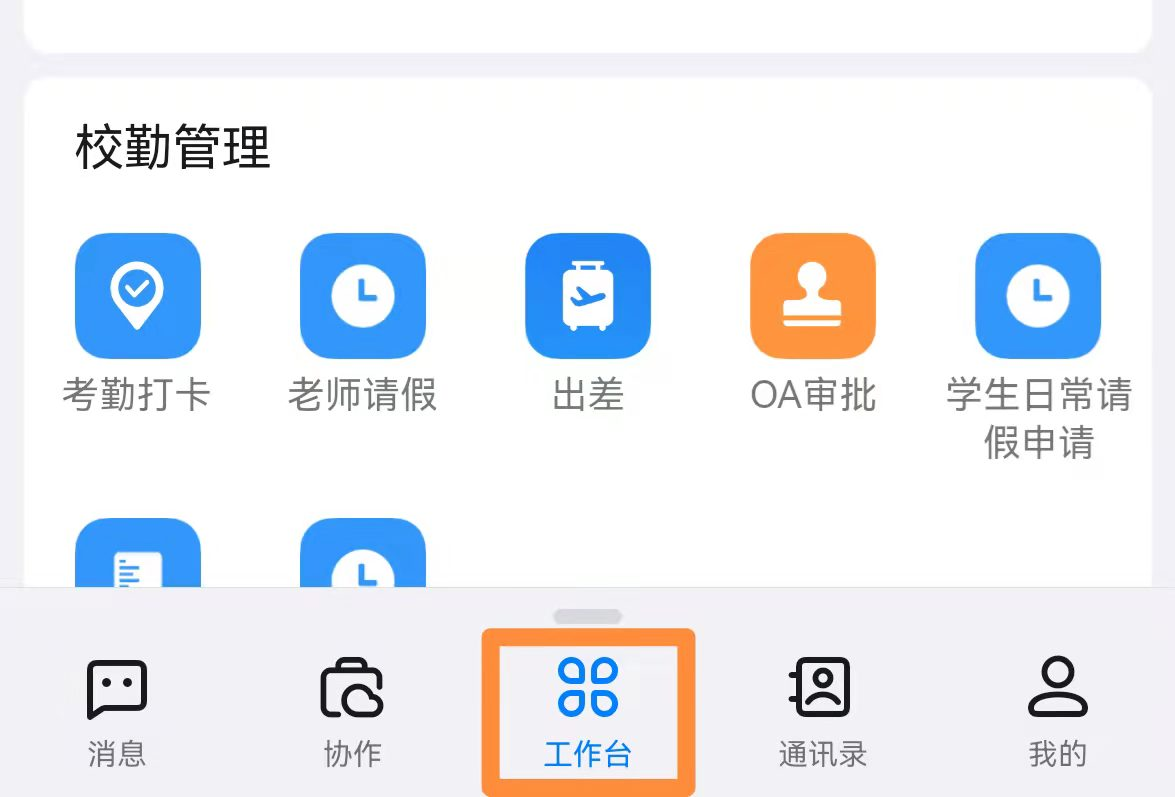 校勤管理
考勤打卡
老师请假
出差
OA审批
学生日常请
假申请
消息
协作
工作台
通讯录
我的